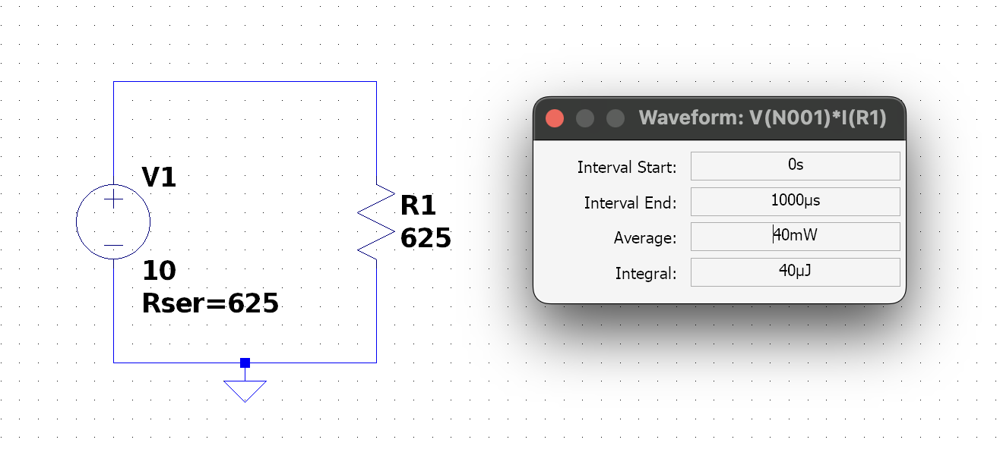 V1
10
Rser=625
R1
625
Waveform: V(N001)*I(R1)
Interval Start: 0s
Interval End: 1000µs
Average: 40mW
Integral: 40µJ